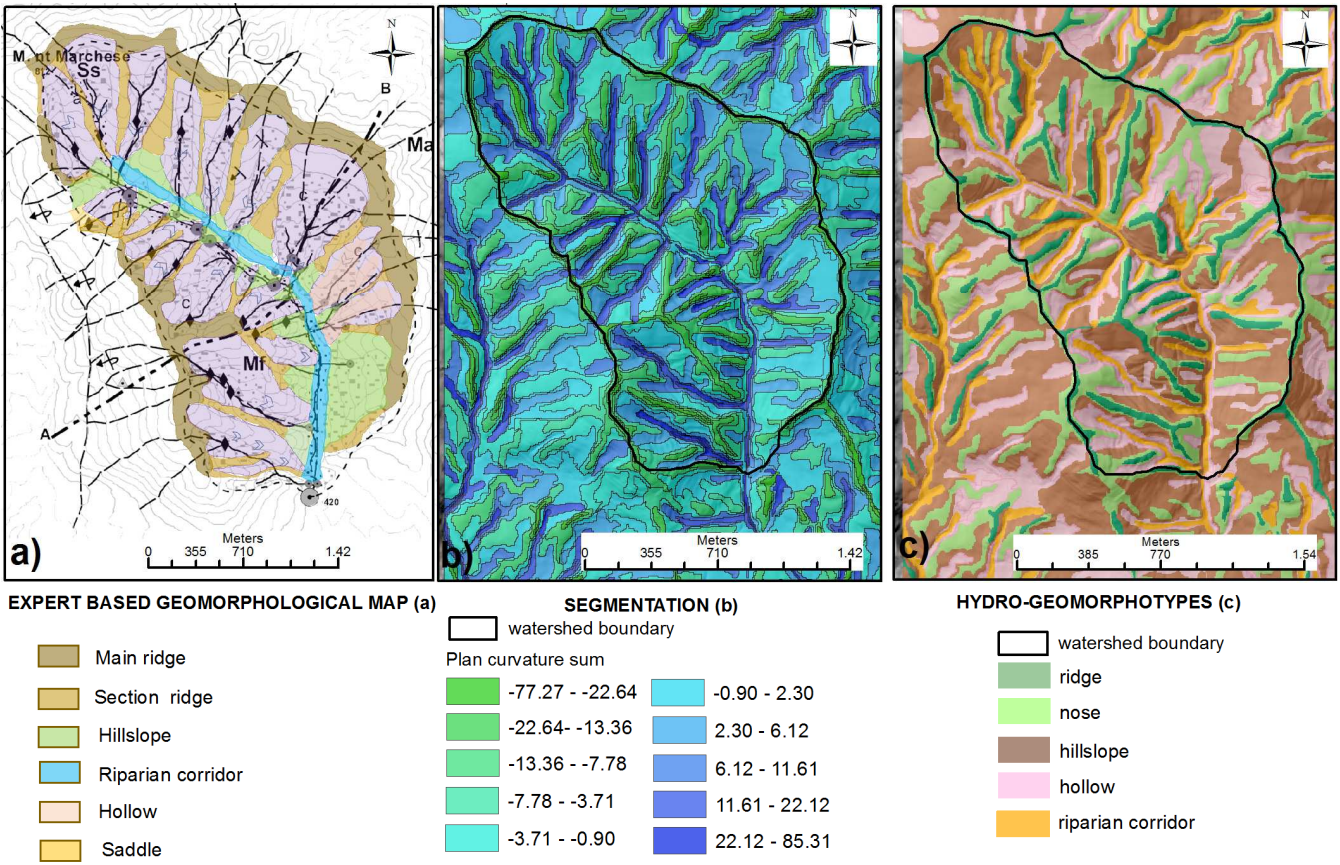 N
M. nt Marchese
Ss
B
Ma
C
C
Mf
A
420
a)
Meters
0 355 710 1.42
N
b)
Meters
0 355 710 1.42
N
c)
Meters
0 385 770 1.54
EXPERT BASED GEOMORPHOLOGICAL MAP (a)
Main ridge
Section ridge
Hillslope
Riparian corridor
Hollow
Saddle
SEGMENTATION (b)
watershed boundary
Plan curvature sum
-77.27 - -22.64
-22.64- -13.36
-13.36 - -7.78
-7.78 - -3.71
-3.71 - -0.90
-0.90 - 2.30
2.30 - 6.12
6.12 - 11.61
11.61 - 22.12
22.12 - 85.31
HYDRO-GEOMORPHOTYPES (c)
watershed boundary
ridge
nose
hillslope
hollow
riparian corridor